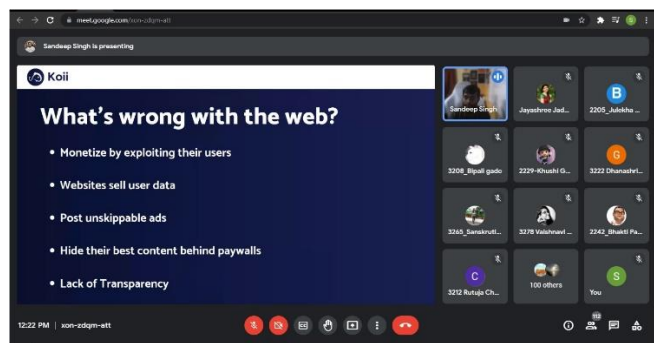 meet.google.com/xon-zdqm-att
Sandeep Singh is presenting
Koii
What's wrong with the web?
• Monetize by exploiting their users
• Websites sell user data
• Post unskippable ads
• Hide their best content behind paywalls
• Lack of Transparency
Sandeep Singh
Jayashree Jad...
B
2205_Julekha ...
3208_Bipali gado
2229-Khushi G...
G
3222 Dhanashri...
3265_Sanskruti...
3278 Vaishnavi ...
2242_Bhakti Pa...
C
3212 Rutuja Ch...
100 others
S
You
12:22 PM | xon-zdqm-att
112